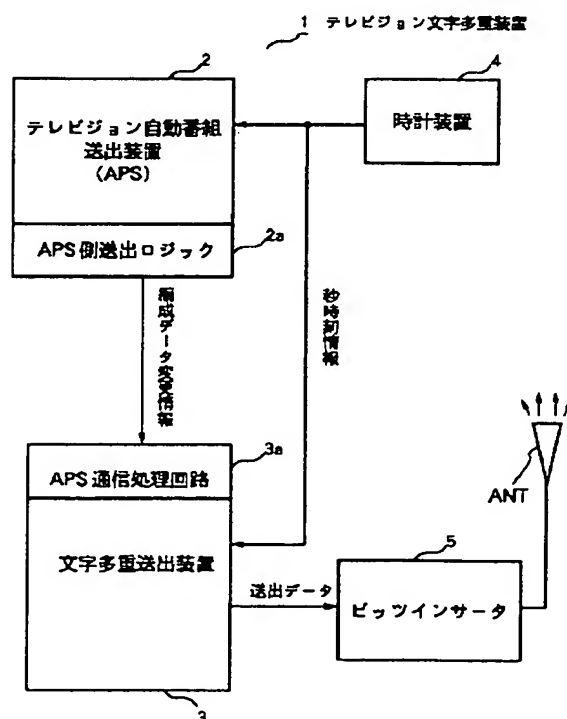 1 テレビジョン文字多重装置
2
4
テレビジョン自動番組
送出装置
(APS)
時計装置
APS側送出ロジック
2a
編成データ変更情報
秒時刻情報
3a
APS通信処理回路
ANT
文字多重送出装置
5
送出データ
ビッツインサータ
3